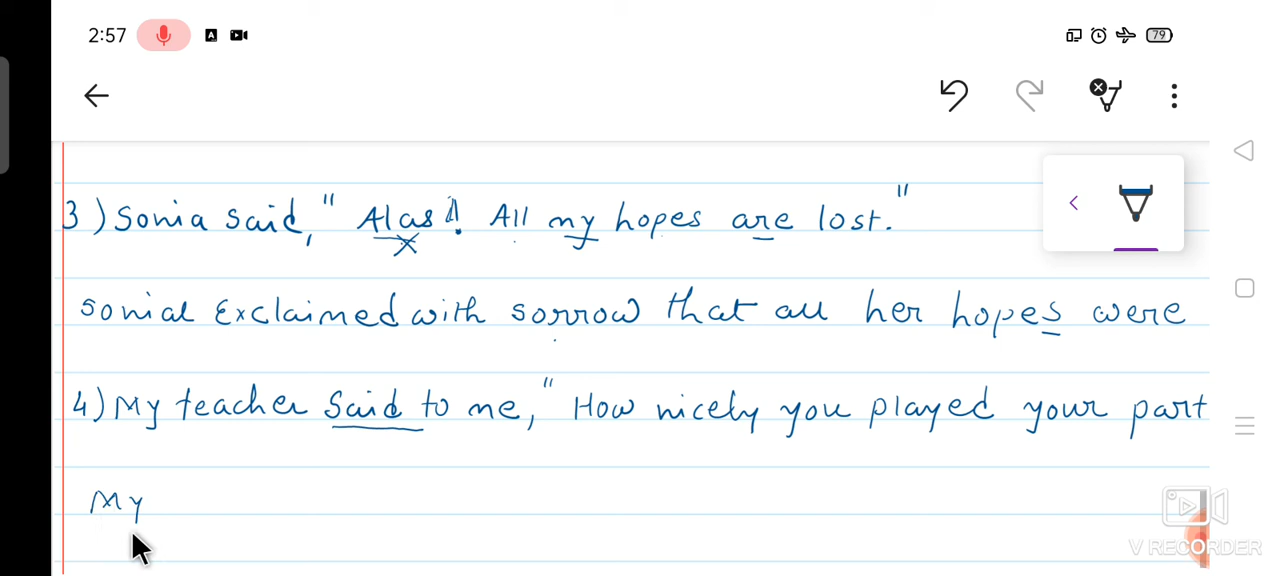 2:57
A
79
3) Sonia said, " Alas! All my hopes are lost."
Sonial Exclaimed with sorrow that all her hopes were
4) My teacher said to me, " How nicely you played your part
My
V RECORDER